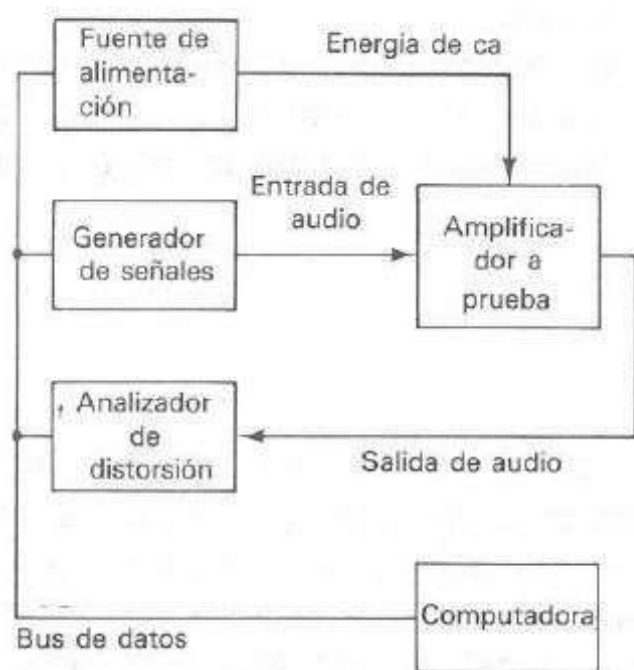 Fuente de
alimenta-
ción
Energía de ca
Entrada de
audio
Generador
de señales
Amplifica-
dor a
prueba
Analizador
de
distorsión
Salida de audio
Computadora
Bus de datos